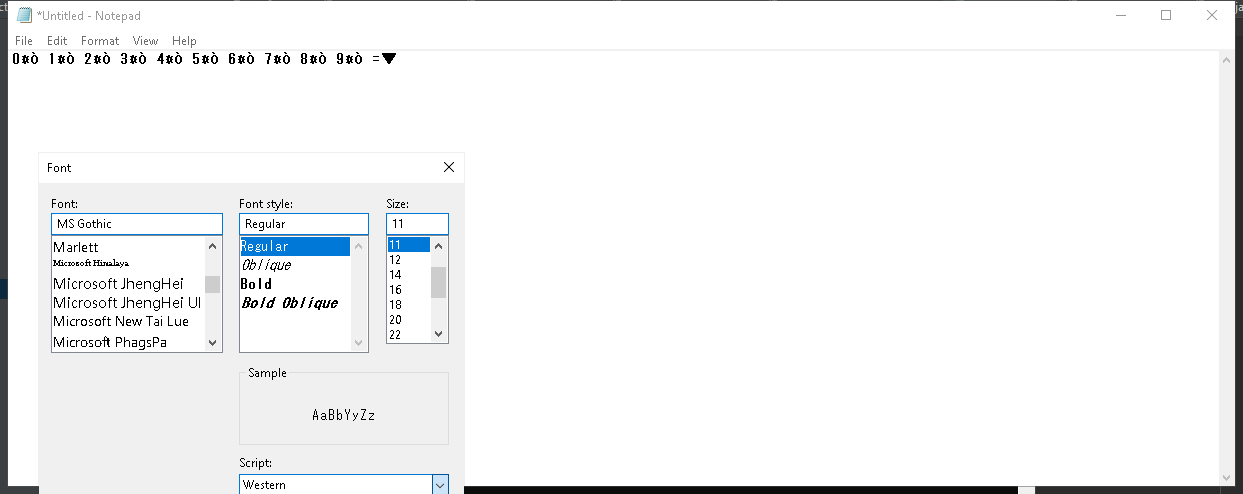 *Untitled - Notepad
File Edit Format View Help
0¤ò 1¤ò 2¤ò 3¤ò 4¤ò 5¤ò 6¤ò 7¤ò 8¤ò 9¤ò =▼
Font
Font: Font style: Size:
MS Gothic Regular 11
Marlett Regular 11
Microsoft Himalaya Oblique 12
Microsoft JhengHei Bold 14
Microsoft JhengHei UI Bold Oblique 16
Microsoft New Tai Lue 18
Microsoft PhagsPa 20
22
Sample
AaBbYyZz
Script:
Western